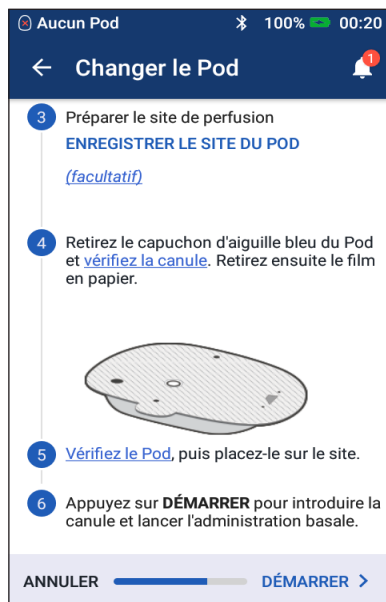 Aucun Pod 100% 00:20
Changer le Pod 1
3 Préparer le site de perfusion
ENREGISTRER LE SITE DU POD
(facultatif)
4 Retirez le capuchon d'aiguille bleu du Pod
et vérifiez la canule. Retirez ensuite le film
en papier.
5 Vérifiez le Pod, puis placez-le sur le site.
6 Appuyez sur DÉMARRER pour introduire la
canule et lancer l'administration basale.
ANNULER DÉMARRER